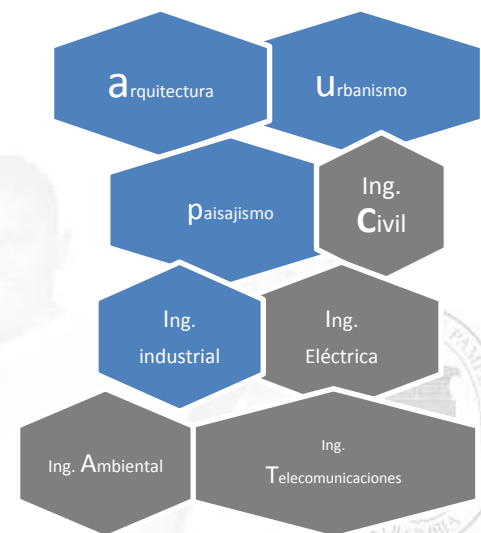 arquitectura
urbanismo
paisajismo
Ing.
Civil
Ing.
industrial
Ing.
Eléctrica
Ing. Ambiental
Ing.
Telecomunicaciones